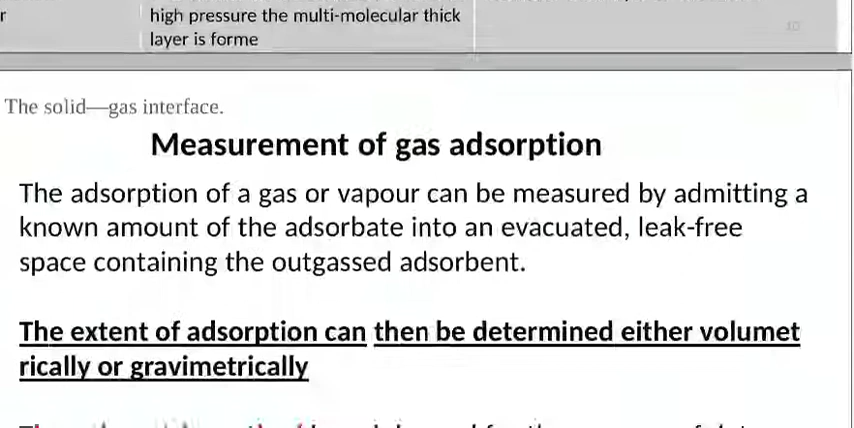 r
high pressure the multi-molecular thick
layer is forme
10
The solid—gas interface.
Measurement of gas adsorption
The adsorption of a gas or vapour can be measured by admitting a
known amount of the adsorbate into an evacuated, leak-free
space containing the outgassed adsorbent.
The extent of adsorption can then be determined either volumet
rically or gravimetrically